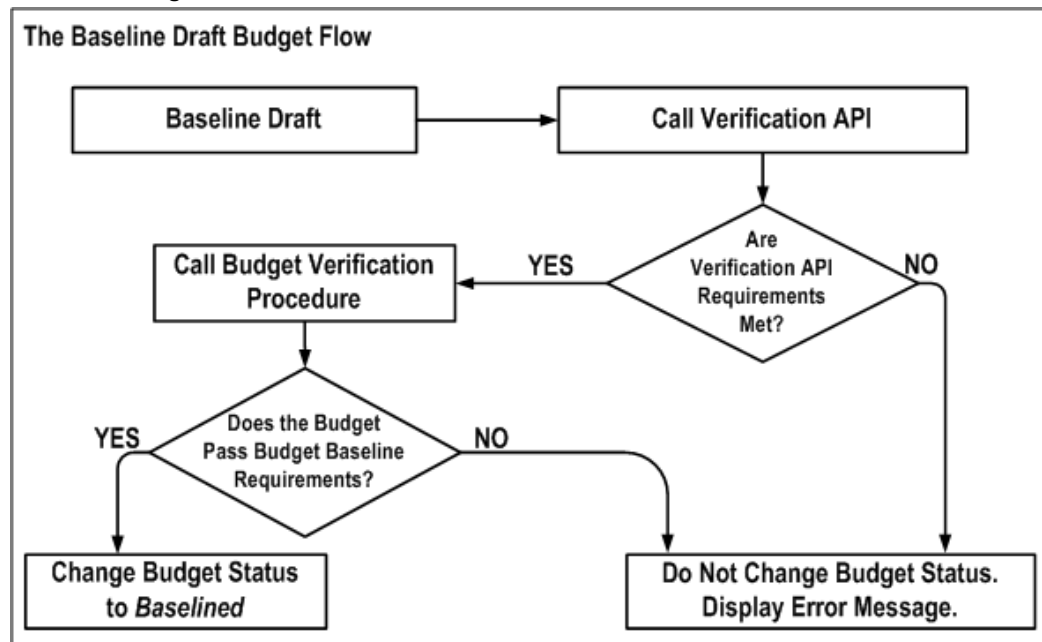 The Baseline Draft Budget Flow
Baseline Draft
Call Verification API
Are
Verification API
Requirements
Met?
YES
NO
Call Budget Verification
Procedure
Does the Budget
Pass Budget Baseline
Requirements?
YES
NO
Change Budget Status
to Baselined
Do Not Change Budget Status.
Display Error Message.